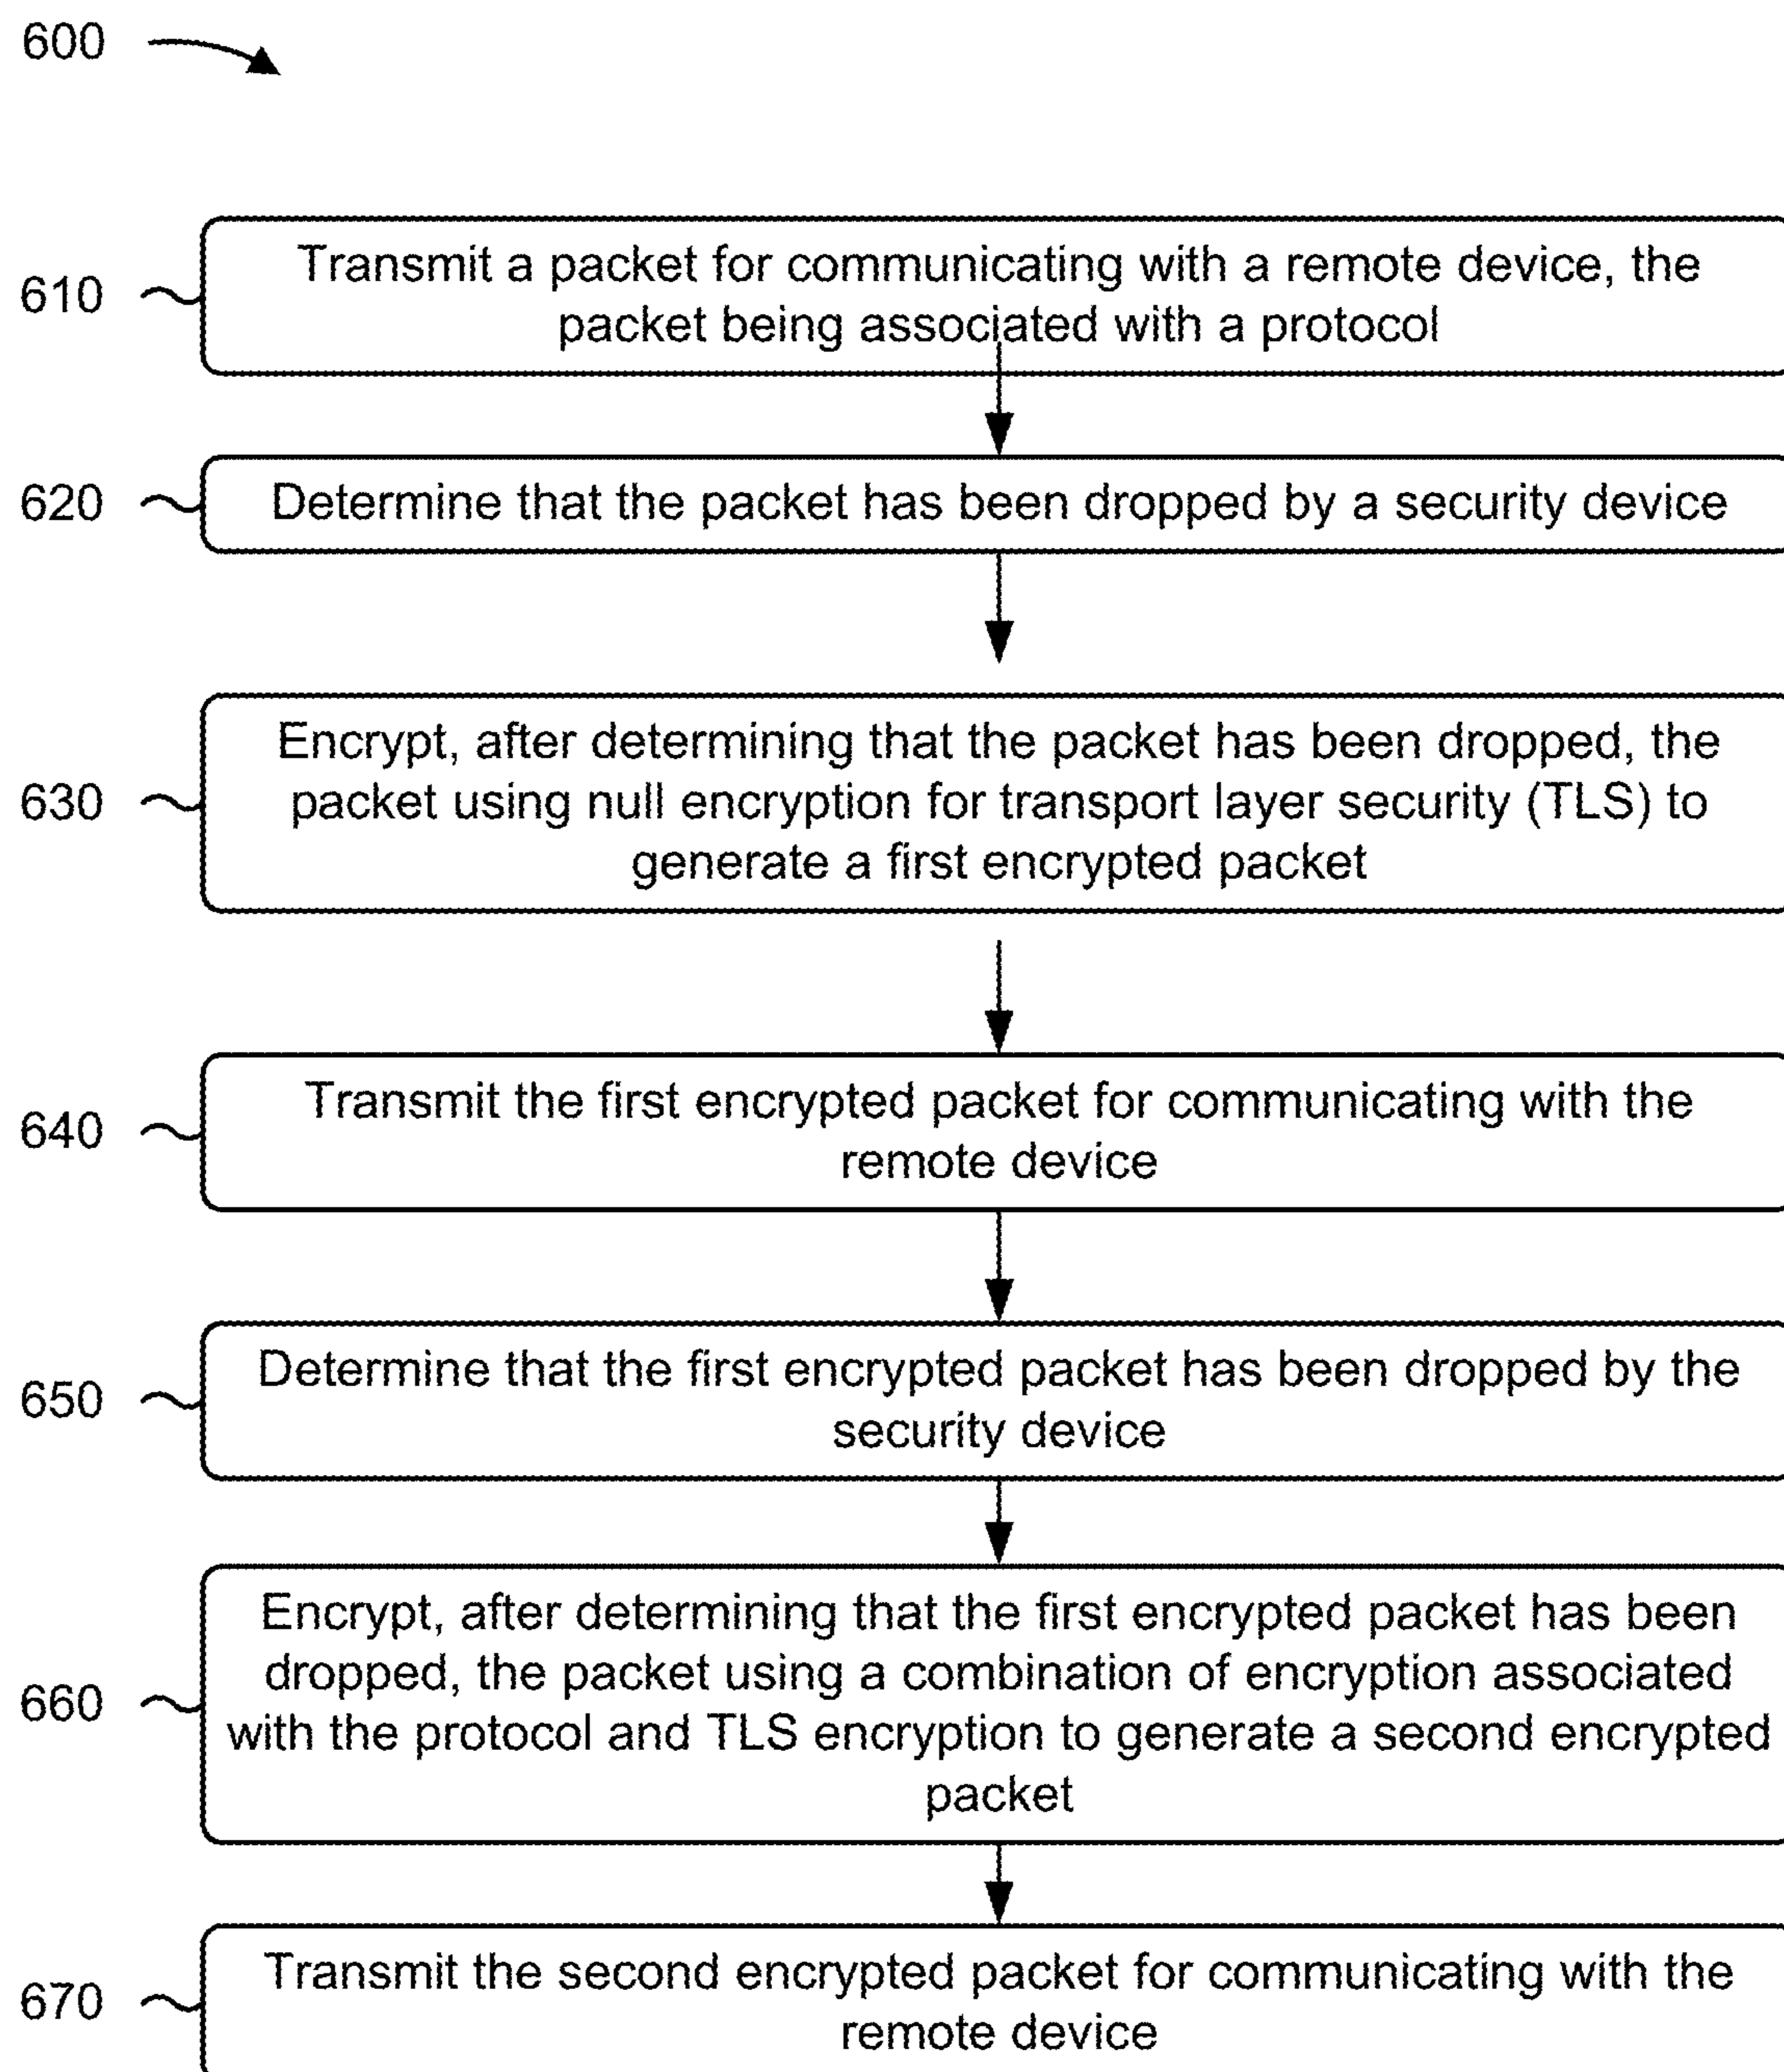 600
610
Transmit a packet for communicating with a remote device, the
packet being associated with a protocol
620
Determine that the packet has been dropped by a security device
630
Encrypt, after determining that the packet has been dropped, the
packet using null encryption for transport layer security (TLS) to
generate a first encrypted packet
640
Transmit the first encrypted packet for communicating with the
remote device
650
Determine that the first encrypted packet has been dropped by the
security device
660
Encrypt, after determining that the first encrypted packet has been
dropped, the packet using a combination of encryption associated
with the protocol and TLS encryption to generate a second encrypted
packet
670
Transmit the second encrypted packet for communicating with the
remote device